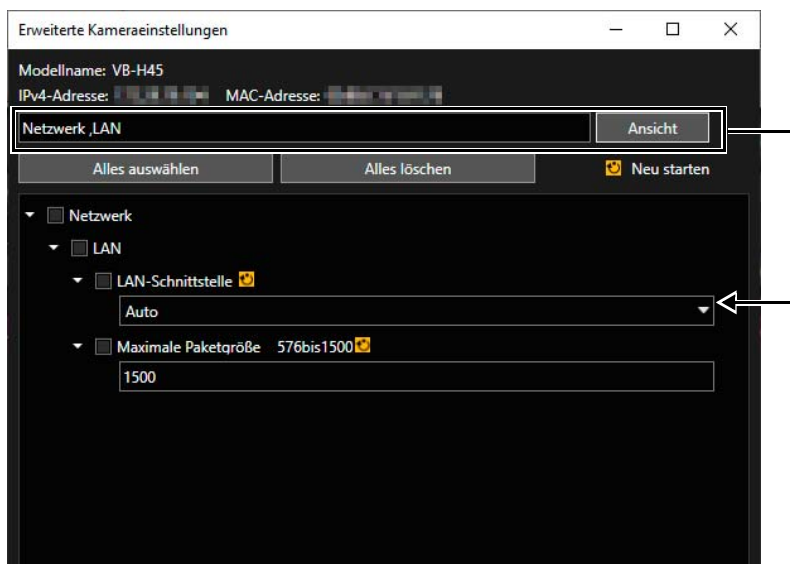 Erweiterte Kameraeinstellungen
Modellname: VB-H45
IPv4-Adresse: MAC-Adresse:
Netzwerk ,LAN Ansicht
Alles auswählen Alles löschen Neu starten
Netzwerk
LAN
LAN-Schnittstelle
Auto
Maximale Paketgröße 576bis1500
1500